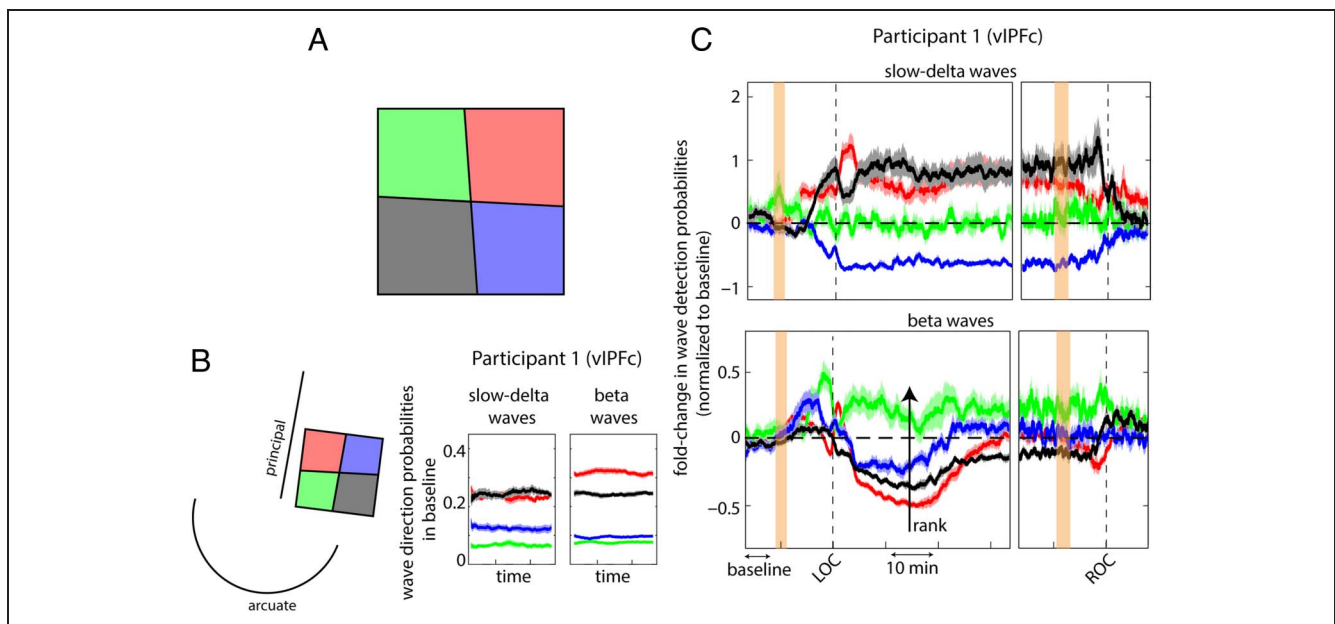 A
B
principal
arcuate
Participant 1 (vlPFc)
slow-delta
waves
beta
waves
wave direction probabilities
in baseline
0.4
0.2
0
time
time
C
Participant 1 (vlPFc)
slow-delta waves
fold-change in wave detection probabilities
(normalized to baseline)
2
1
0
−1
beta waves
0.5
0
−0.5
rank
baseline
LOC
10 min
ROC